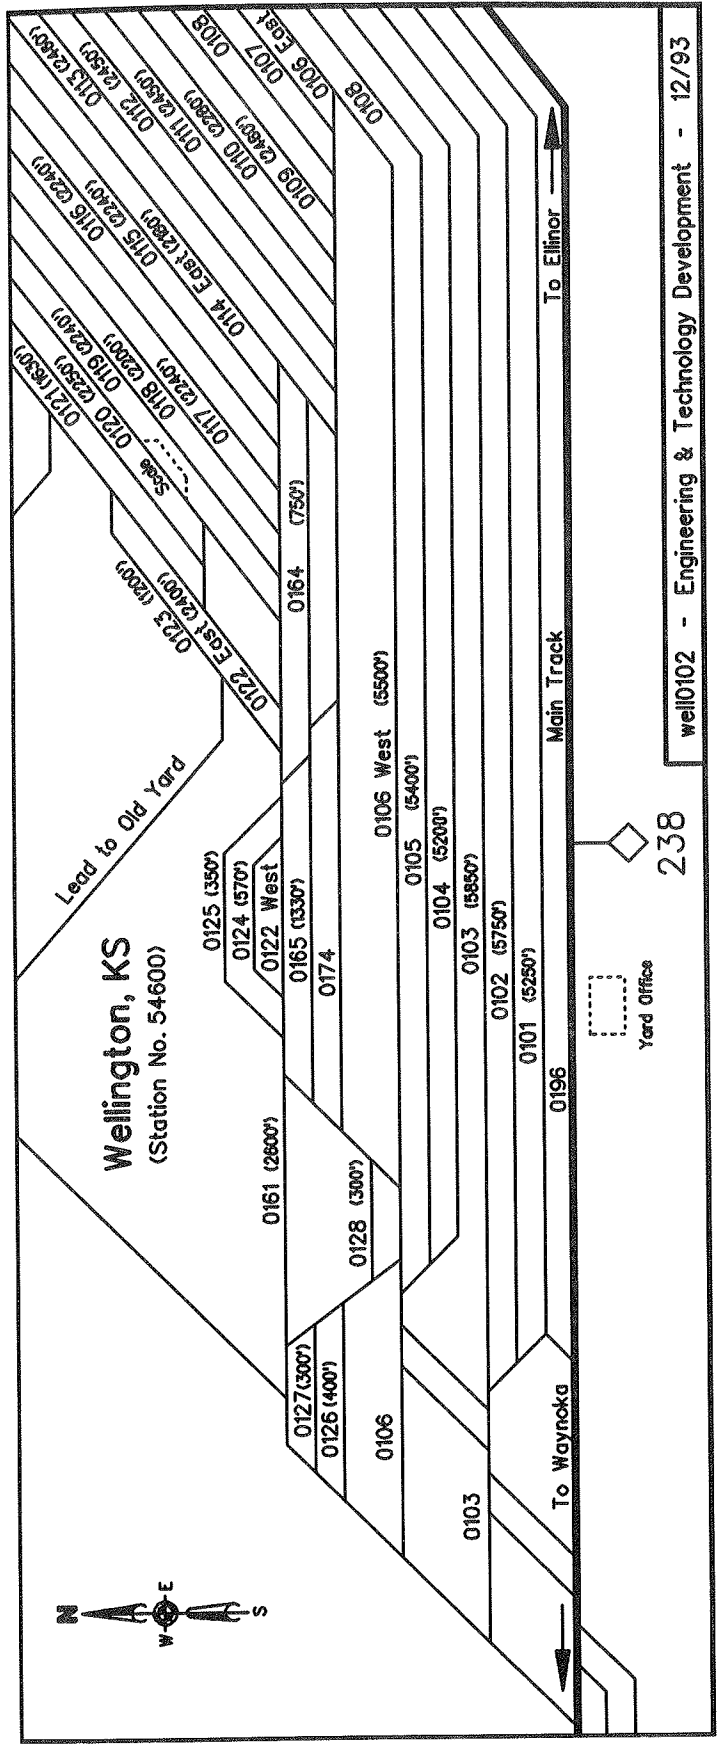 Wellington, KS
(Station No. 54600)
N
W
E
S
Lead to Old Yard
0113 (2480')
0112 (2450')
0111 (2450')
0110 (2280')
0109 (2480')
0108
0107
0106 East
0108
0116 (2240')
0115 (2240')
0114 East (2180')
0121 (1630')
0120 (2250')
0119 (2240')
0118 (2200')
0117 (2240')
Scale
0123 (1200')
0122 East (2400')
0164 (750')
0125 (350')
0124 (570')
0122 West
0165 (1330')
0174
0161 (2600')
0128 (300')
0127 (300')
0126 (400')
0106
0106 West (5500')
0105 (5400')
0104 (5200')
0103 (5850')
0103
0102 (5750')
0101 (5250')
0196
Main Track
To Waynoka
To Ellinor
Yard Office
238
well0102 - Engineering & Technology Development - 12/93